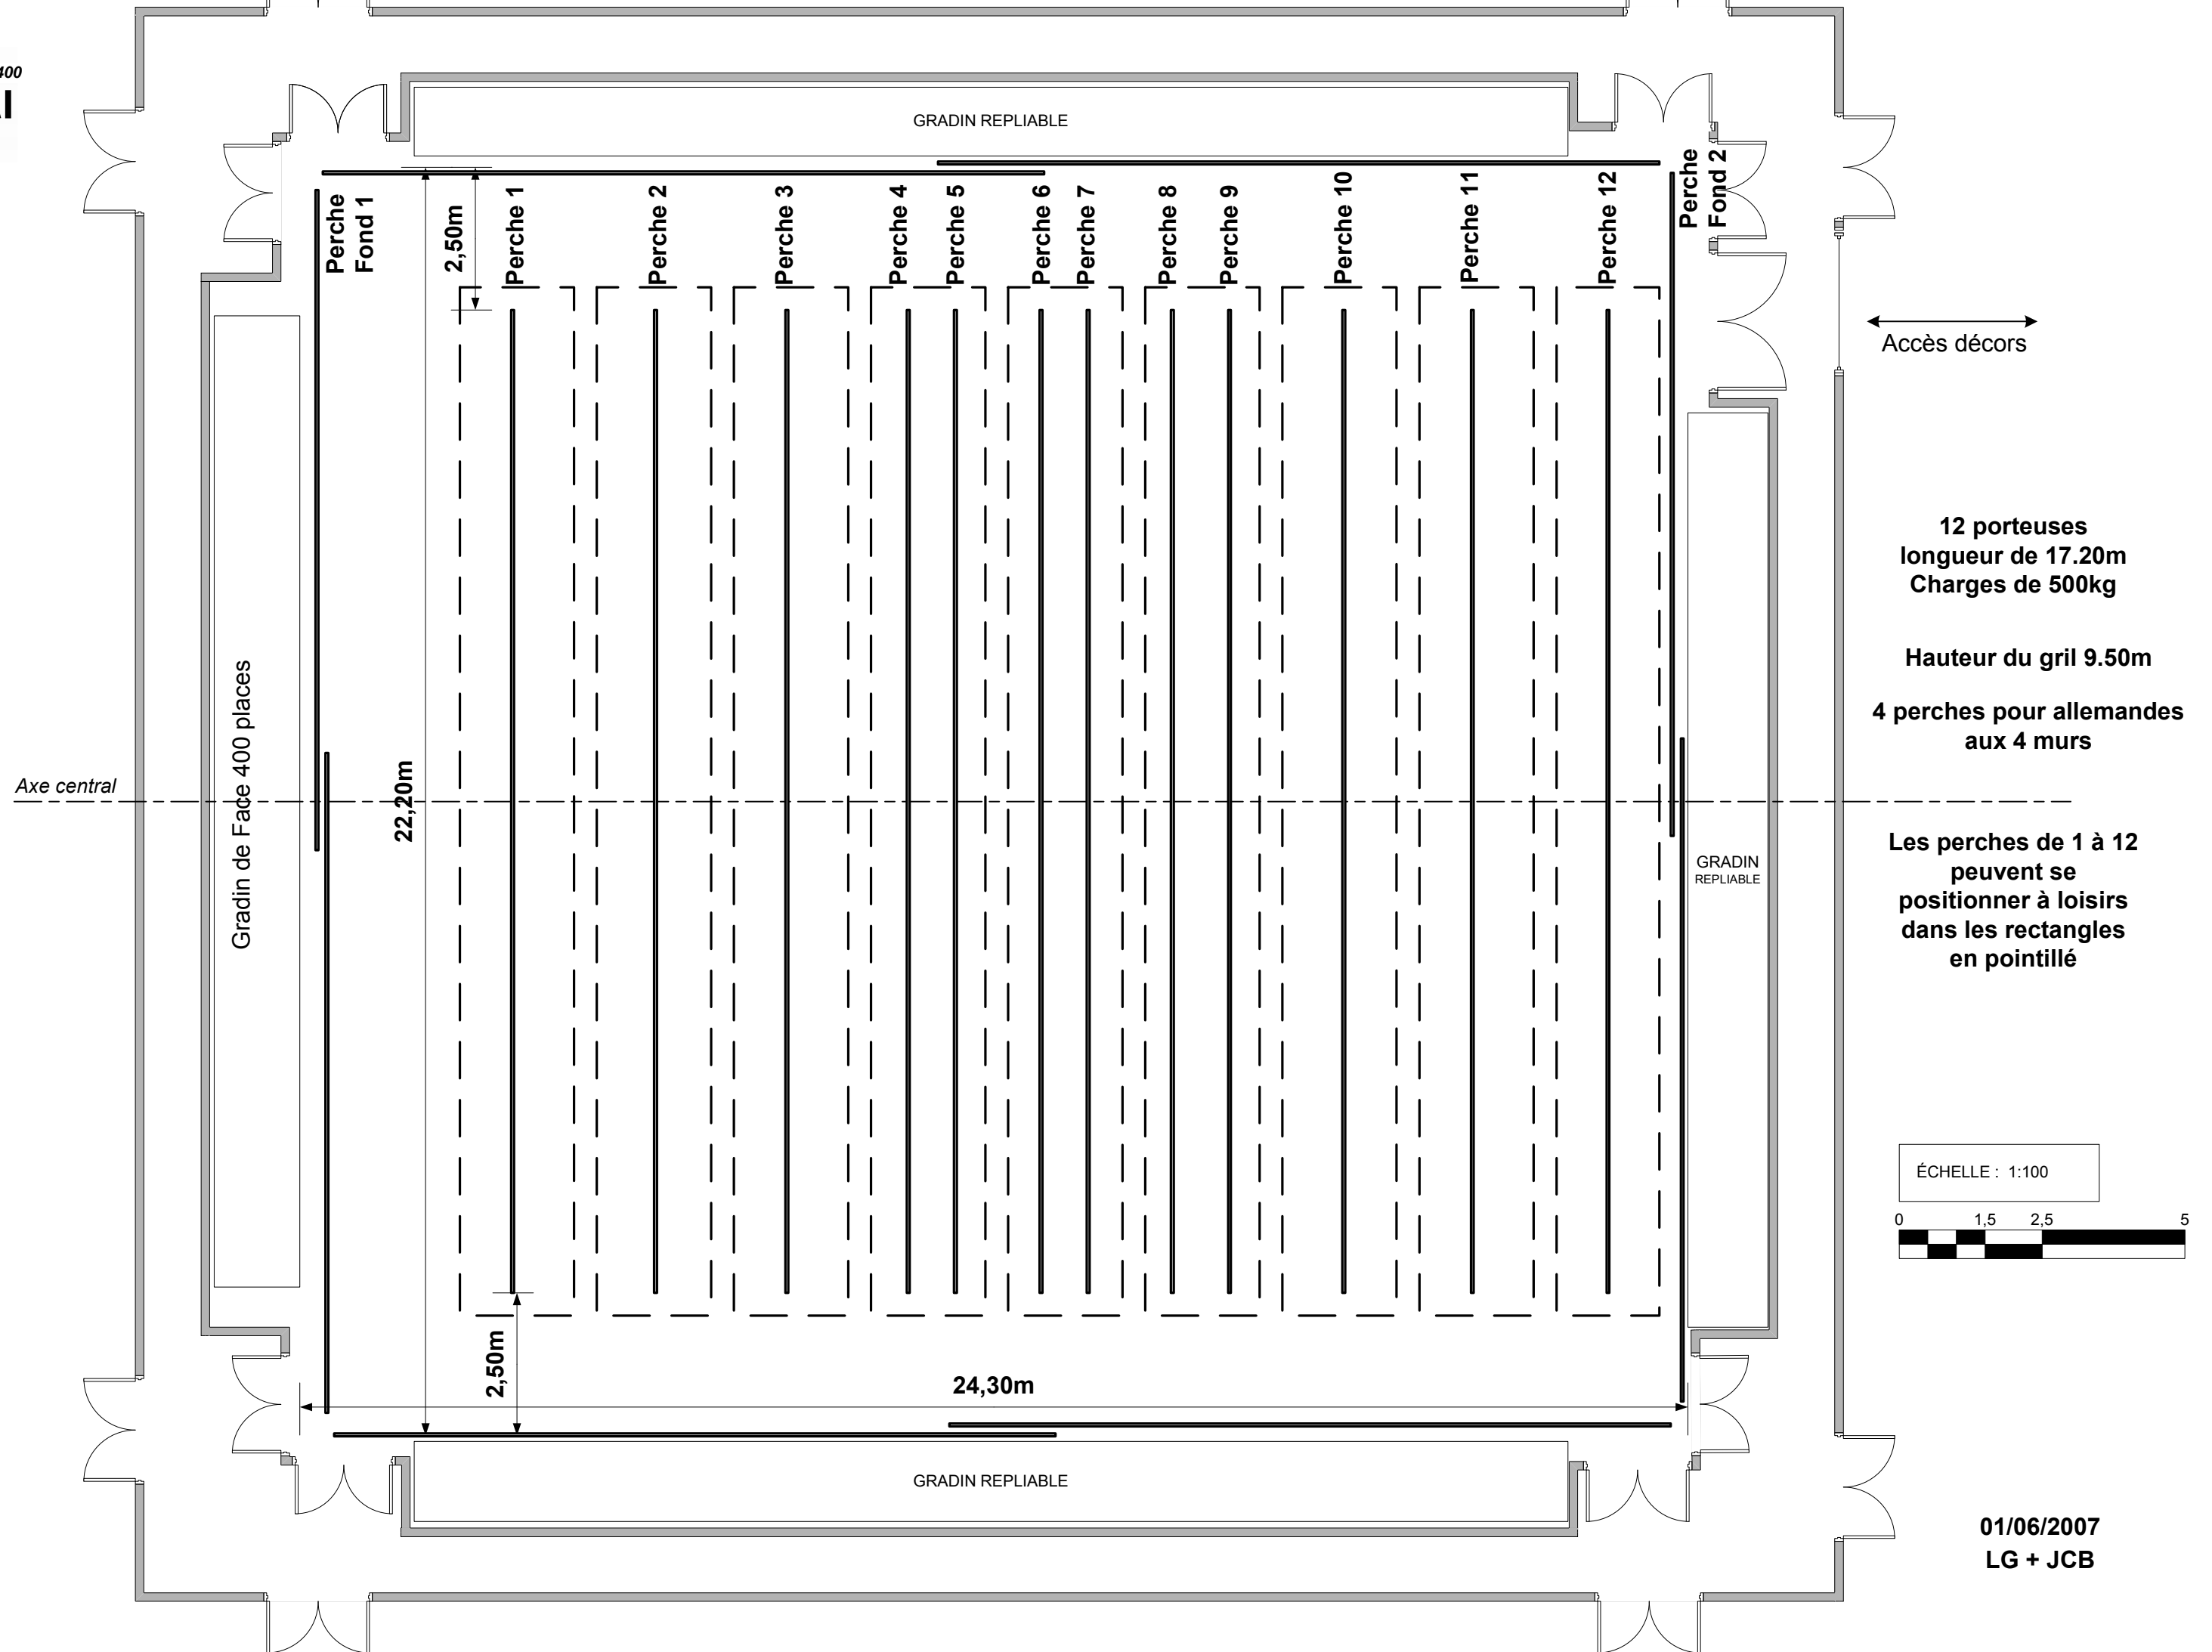 400
AI
GRADIN REPLIABLE
Perche
Fond 1
2,50m
Perche 1
Perche 2
Perche 3
Perche 4
Perche 5
Perche 6
Perche 7
Perche 8
Perche 9
Perche 10
Perche 11
Perche 12
Perche
Fond 2
Accès décors
12 porteuses
longueur de 17.20m
Charges de 500kg
Hauteur du gril 9.50m
4 perches pour allemandes
aux 4 murs
Gradin de Face 400 places
Axe central
22,20m
Les perches de 1 à 12
peuvent se
positionner à loisirs
dans les rectangles
en pointillé
GRADIN
REPLIABLE
ÉCHELLE : 1:100
0 1,5 2,5 5
2,50m
24,30m
GRADIN REPLIABLE
01/06/2007
LG + JCB